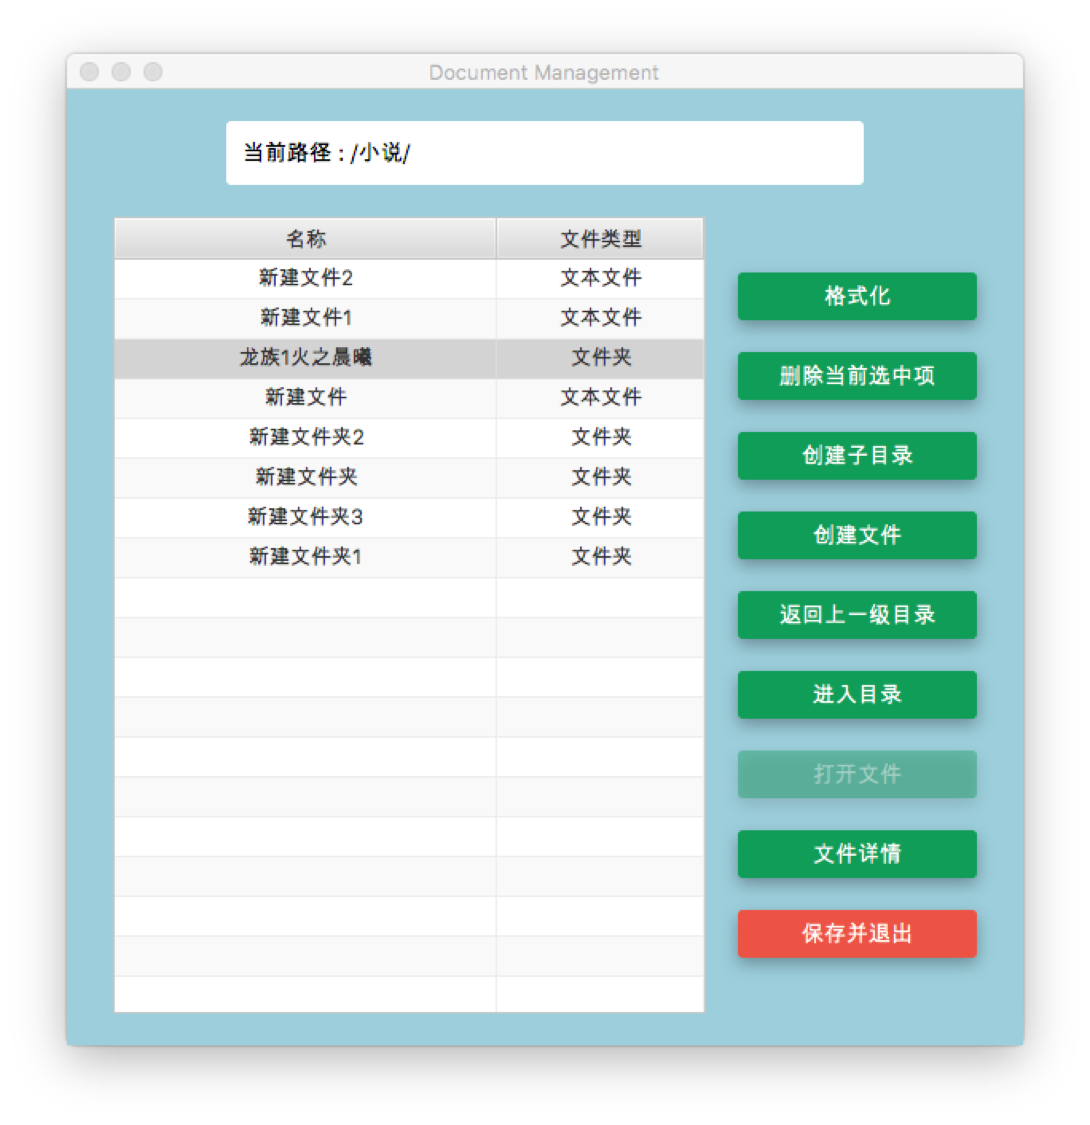 Document Management
当前路径 : /小说/
名称 文件类型
新建文件2 文本文件
新建文件1 文本文件
龙族1火之晨曦 文件夹
新建文件 文本文件
新建文件夹2 文件夹
新建文件夹 文件夹
新建文件夹3 文件夹
新建文件夹1 文件夹
格式化
删除当前选中项
创建子目录
创建文件
返回上一级目录
进入目录
打开文件
文件详情
保存并退出